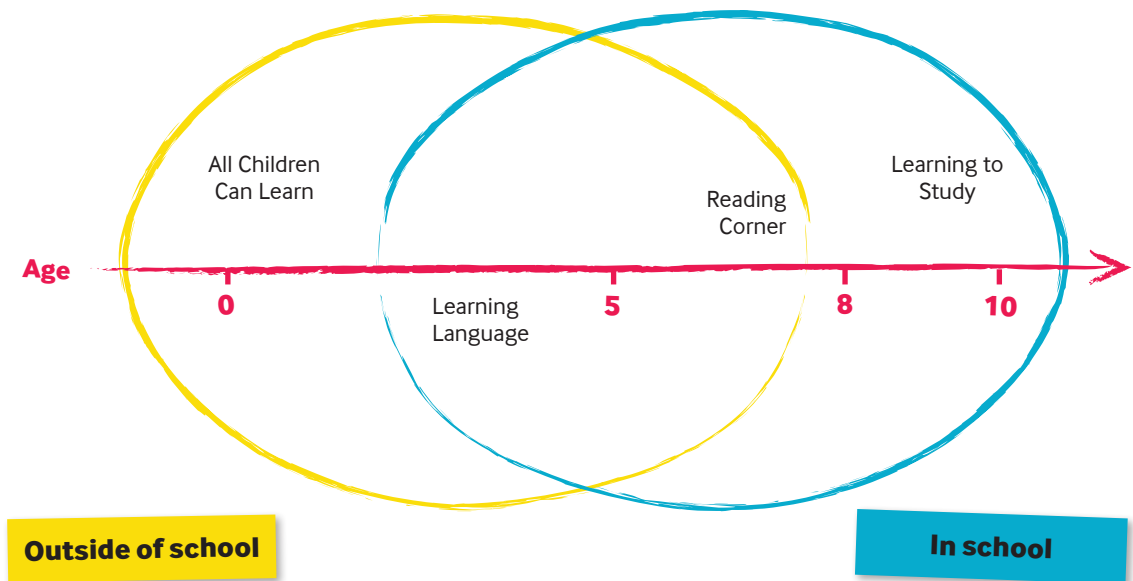 All Children
Can Learn
Learning to
Study
Reading
Corner
Age
0
5
8
10
Learning
Language
Outside of school
In school